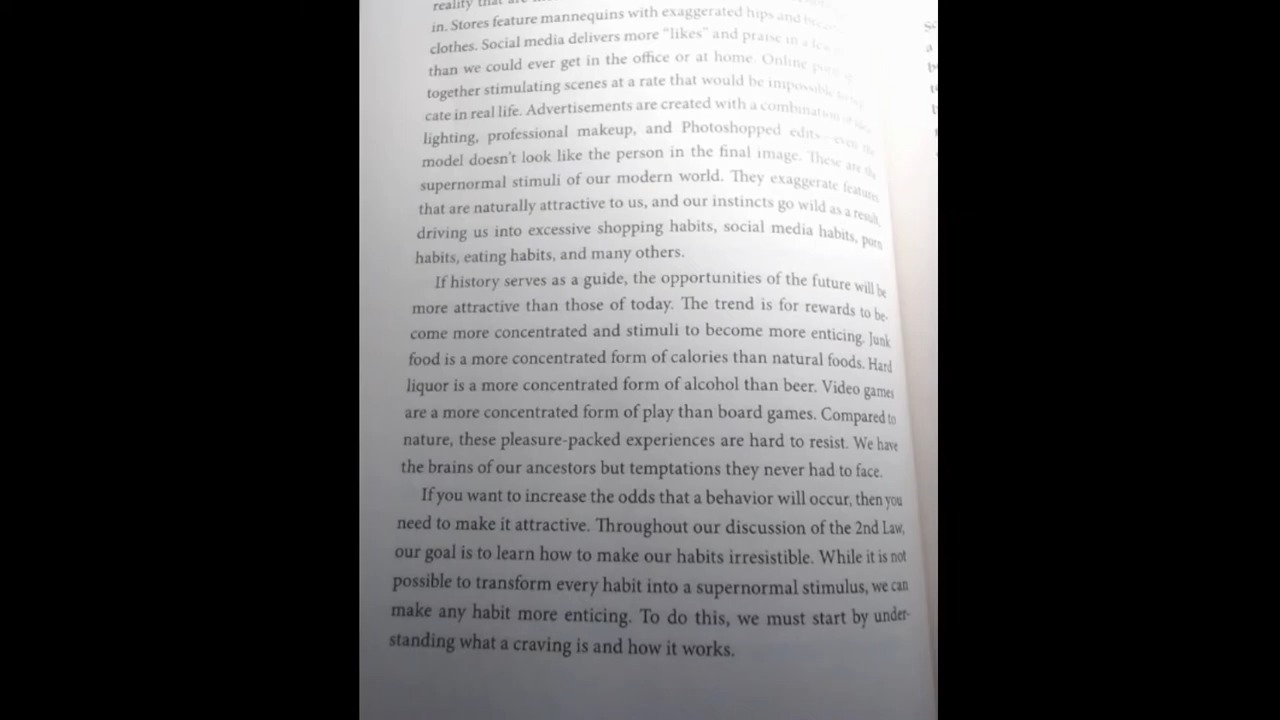 reality that are
in. Stores feature mannequins with exaggerated hips and
clothes. Social media delivers more “likes” and praise in a few
than we could ever get in the office or at home. Online
together stimulating scenes at a rate that would be impossible to
cate in real life. Advertisements are created with a combination of
lighting, professional makeup, and Photoshopped edits—even the
model doesn’t look like the person in the final image. These are the
supernormal stimuli of our modern world. They exaggerate features
that are naturally attractive to us, and our instincts go wild as a result,
driving us into excessive shopping habits, social media habits, porn
habits, eating habits, and many others.
If history serves as a guide, the opportunities of the future will be
more attractive than those of today. The trend is for rewards to be-
come more concentrated and stimuli to become more enticing. Junk
food is a more concentrated form of calories than natural foods. Hard
liquor is a more concentrated form of alcohol than beer. Video games
are a more concentrated form of play than board games. Compared to
nature, these pleasure-packed experiences are hard to resist. We have
the brains of our ancestors but temptations they never had to face.
If you want to increase the odds that a behavior will occur, then you
need to make it attractive. Throughout our discussion of the 2nd Law,
our goal is to learn how to make our habits irresistible. While it is not
possible to transform every habit into a supernormal stimulus, we can
make any habit more enticing. To do this, we must start by under-
standing what a craving is and how it works.